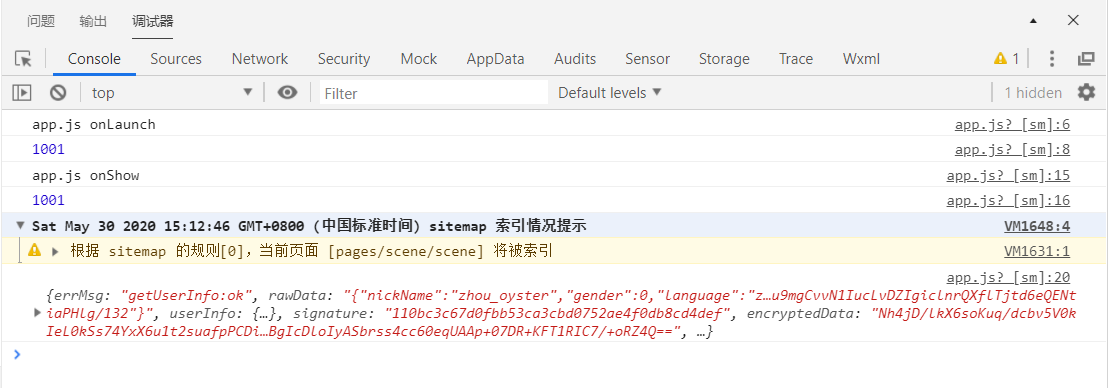 问题 输出 调试器
Console Sources Network Security Mock AppData Audits Sensor Storage Trace Wxml 1
top Filter Default levels 1 hidden
app.js onLaunch app.js? [sm]:6
1001 app.js? [sm]:8
app.js onShow app.js? [sm]:15
1001 app.js? [sm]:16
Sat May 30 2020 15:12:46 GMT+0800 (中国标准时间) sitemap 索引情况提示 VM1648:4
根据 sitemap 的规则[0]，当前页面 [pages/scene/scene] 将被索引 VM1631:1
app.js? [sm]:20
{errMsg: "getUserInfo:ok", rawData: "{"nickName":"zhou_oyster","gender":0,"language":"z…u9mgCvvN1IucLvDZIgiclnrQXflTjtd6eQENt
iaPHlg/132"}", userInfo: {…}, signature: "110bc3c67d0fbb53ca3cbd0752ae4f0db8cd4def", encryptedData: "Nh4jD/lkX6soKuq/dcbv5V0k
IeL0kSs74YxX6u1t2suafpPCDi…BgIcDloIyASbrss4cc60eqUAAp+07DR+KFT1RIC7/+oRZ4Q==", …}